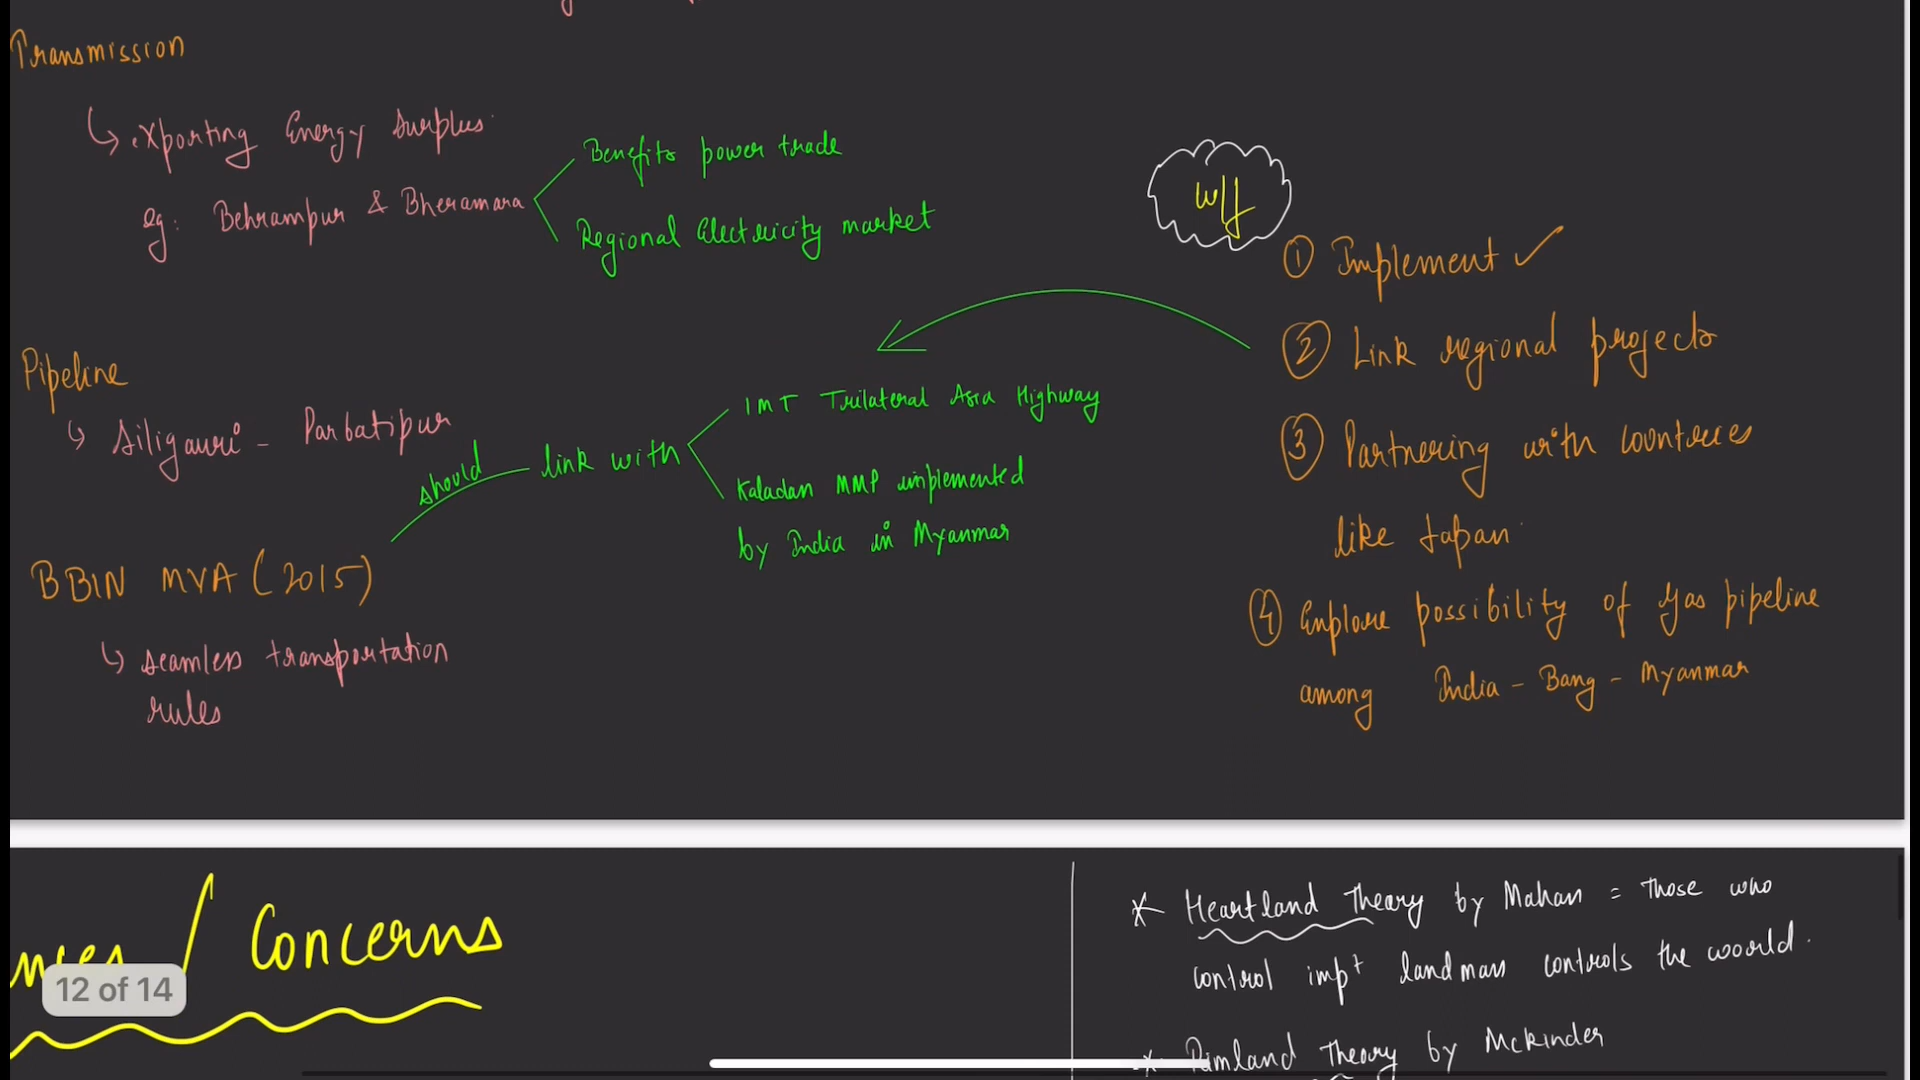 Transmission
↳ exporting Energy surplus.
eg: Behrampur & Bheramara
Benefits power trade
Regional Electricity market
Pipeline
↳ Siligauri - Parbatipur
BBIN MVA (2015)
↳ seamless transportation
rules
should link with
IMT Trilateral Asia Highway
Kaladan MMP implemented
by India in Myanmar
W/f
① Implement ✓
② Link regional projects
③ Partnering with countries
like Japan
④ Explore possibility of gas pipeline
among India - Bang - Myanmar
/ Concerns
12 of 14
* Heartland Theory by Mahan = Those who
control impt landmass controls the woorld.
* Rimland Theory by Mckinder